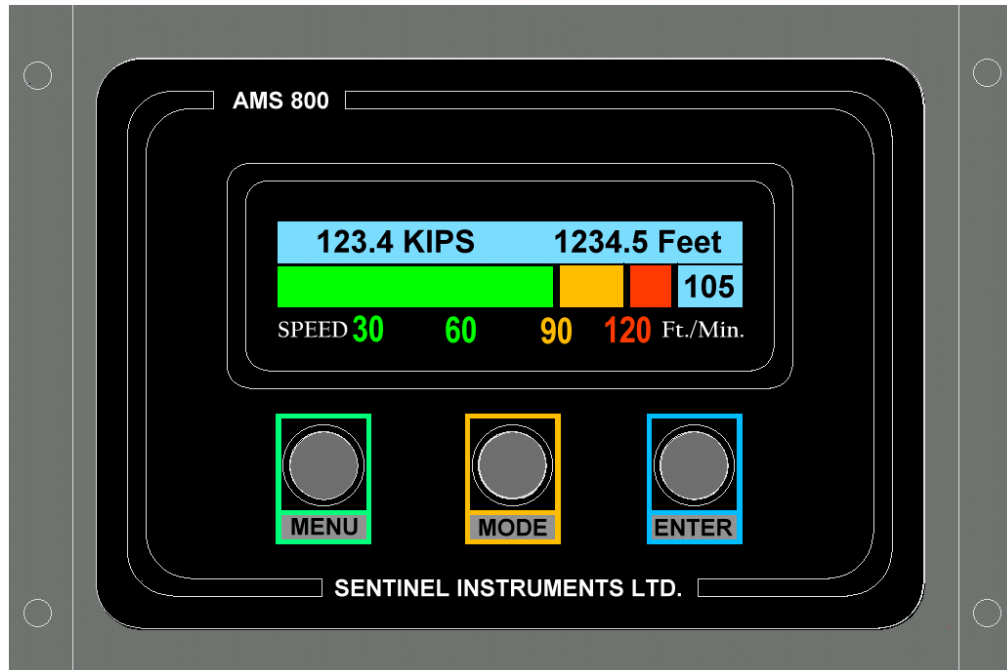 AMS 800
123.4 KIPS 1234.5 Feet
105
SPEED 30 60 90 120 Ft./Min.
MENU MODE ENTER
SENTINEL INSTRUMENTS LTD.